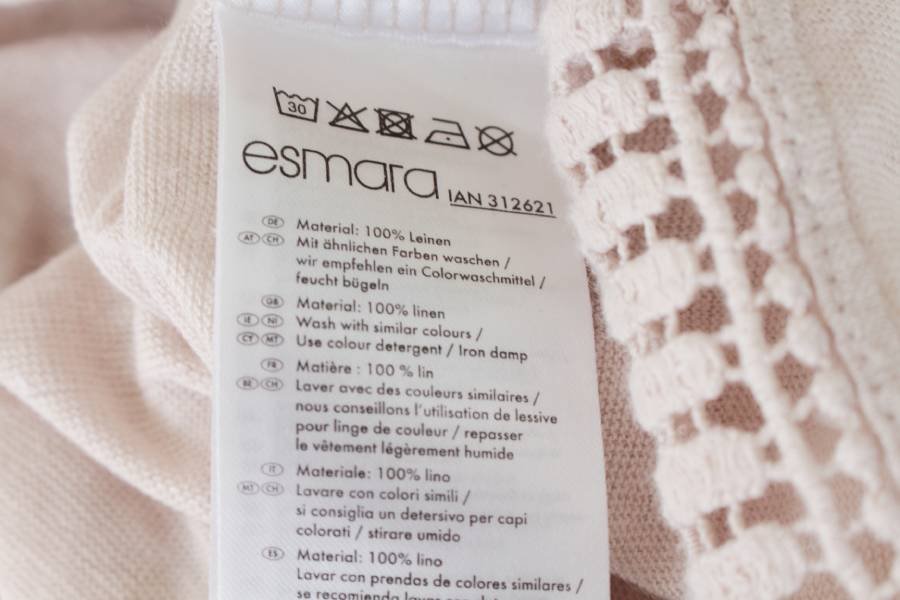 30
esmara IAN 312621
DE Material: 100% Leinen
AT CH Mit ähnlichen Farben waschen /
wir empfehlen ein Colorwaschmittel /
feucht bügeln
GB Material: 100% linen
IE NI Wash with similar colours /
CY MT Use colour detergent / Iron damp
FR Matière : 100 % lin
BE CH Laver avec des couleurs similaires /
nous conseillons l'utilisation de lessive
pour linge de couleur / repasser
le vêtement légèrement humide
IT Materiale: 100% lino
MT CH Lavare con colori simili /
si consiglia un detersivo per capi
colorati / stirare umido
ES Material: 100% lino
Lavar con prendas de colores similares /
se recomienda lavar